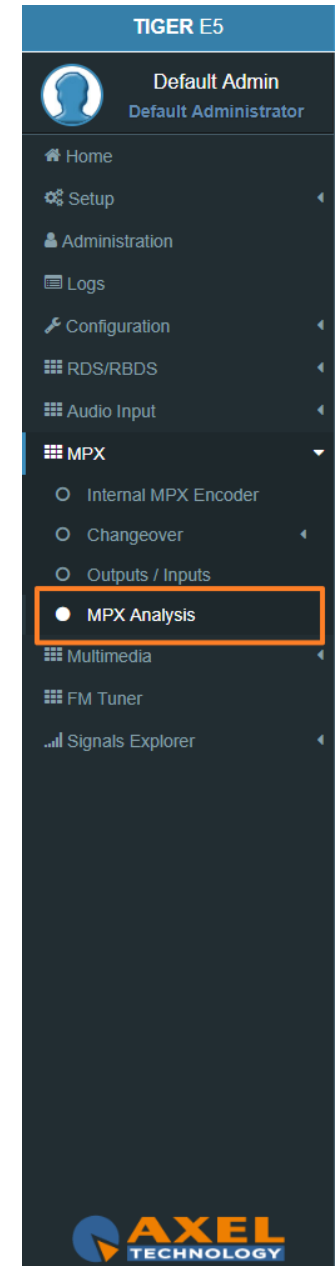 TIGER E5
Default Admin
Default Administrator
Home
Setup
Administration
Logs
Configuration
RDS/RBDS
Audio Input
MPX
Internal MPX Encoder
Changeover
Outputs / Inputs
MPX Analysis
Multimedia
FM Tuner
Signals Explorer
AXEL
TECHNOLOGY